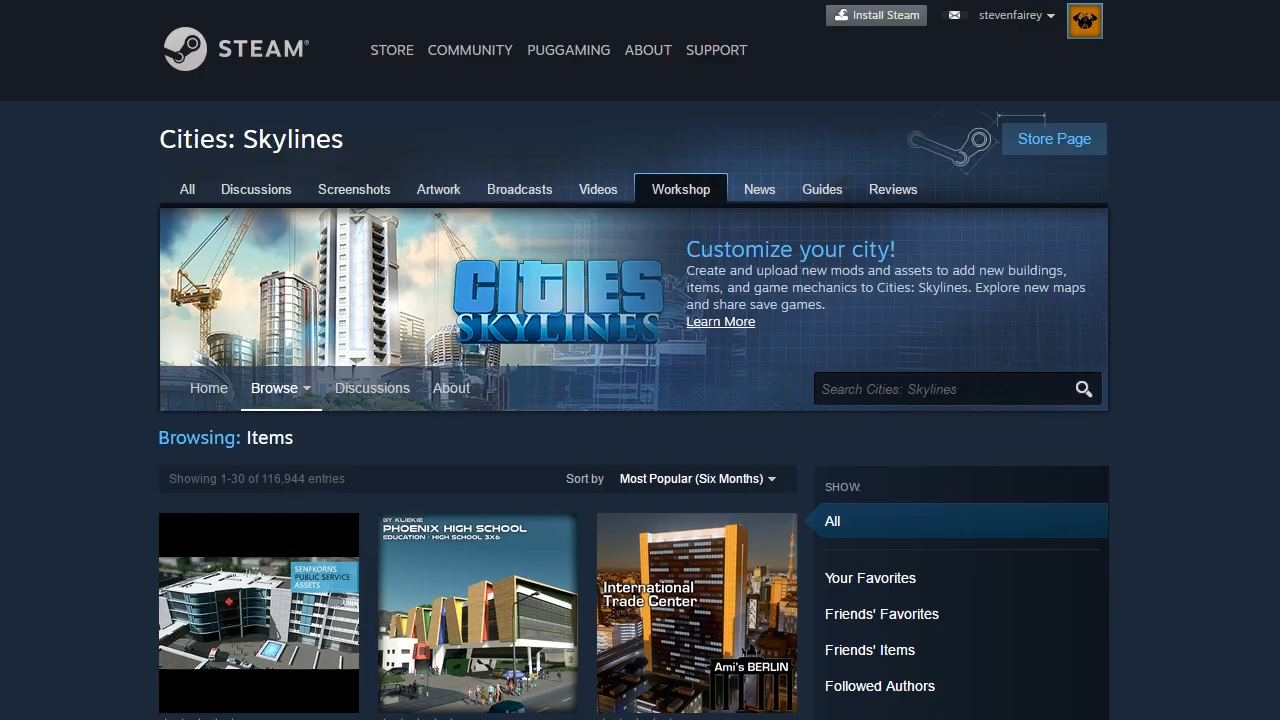 Install Steam
stevenfairey
STEAM®
STORE
COMMUNITY
PUGGAMING
ABOUT
SUPPORT
Cities: Skylines
Store Page
All
Discussions
Screenshots
Artwork
Broadcasts
Videos
Workshop
News
Guides
Reviews
CITIES
SKYLINES
Customize your city!
Create and upload new mods and assets to add new buildings,
items, and game mechanics to Cities: Skylines. Explore new maps
and share save games.
Learn More
Home
Browse
Discussions
About
Search Cities: Skylines
Browsing: Items
Showing 1-30 of 116,944 entries
Sort by
Most Popular (Six Months)
SENFKORNS
PUBLIC SERVICE
ASSETS
BY KLIEKIE
PHOENIX HIGH SCHOOL
EDUCATION - HIGH SCHOOL 3X6
International
Trade Center
Ami's BERLIN
SHOW:
All
Your Favorites
Friends' Favorites
Friends' Items
Followed Authors